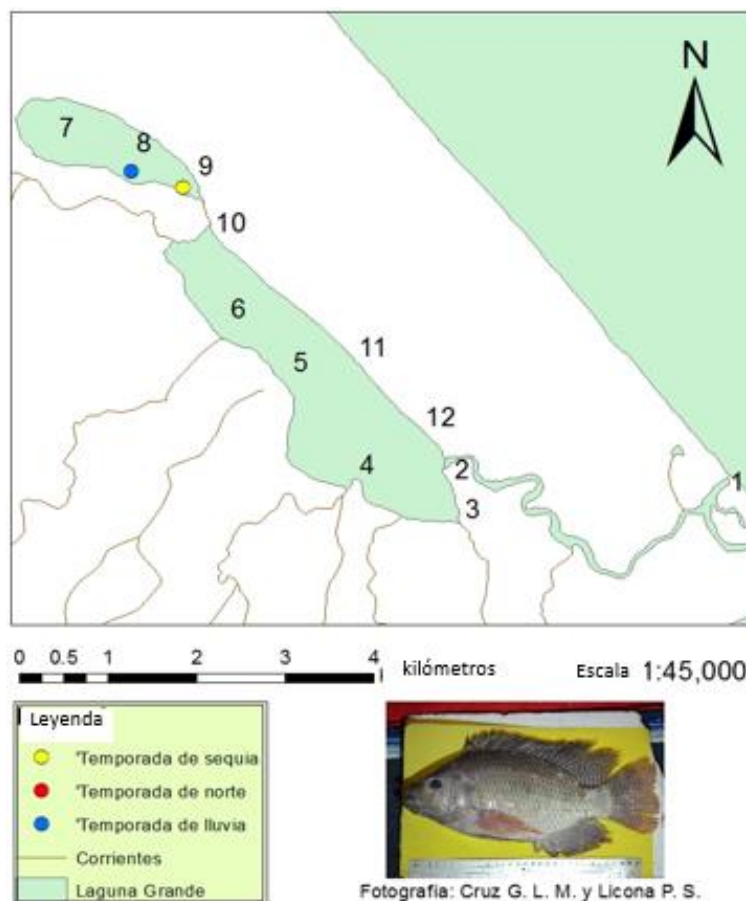 N
7
8
9
10
6
11
5
12
4
2
1
3
0 0.5 1 2 3 4 kilómetros Escala 1:45,000
Leyenda
'Temporada de sequia
'Temporada de norte
'Temporada de lluvia
Corrientes
Laguna Grande
Fotografia: Cruz G. L. M. y Licona P. S.